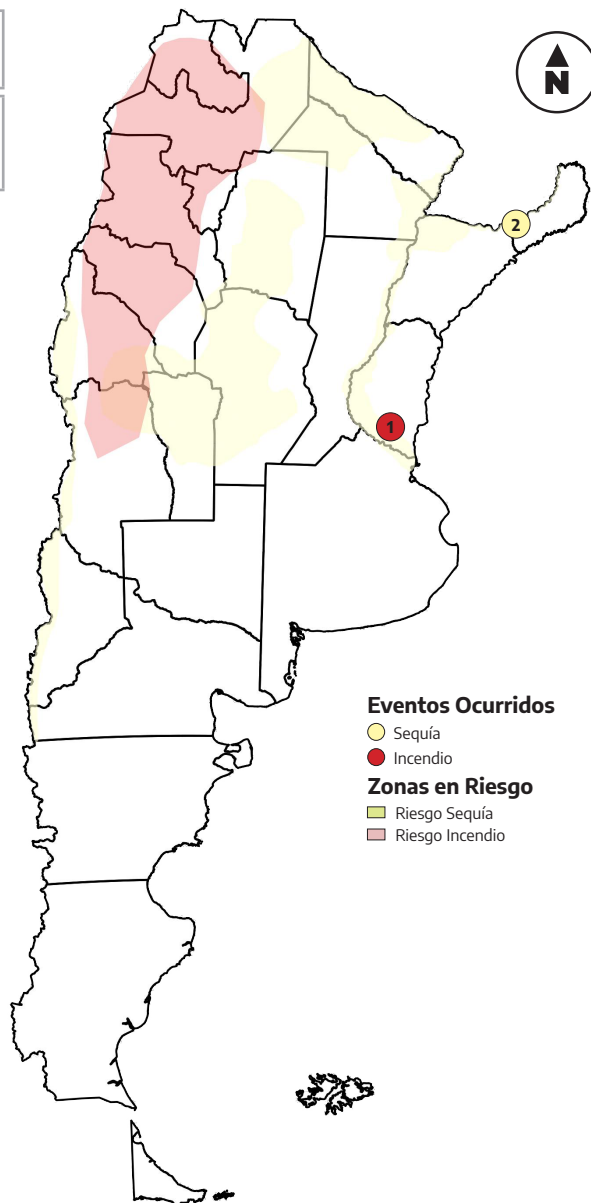 N
2
1
Eventos Ocurridos
Sequía
Incendio
Zonas en Riesgo
Riesgo Sequía
Riesgo Incendio